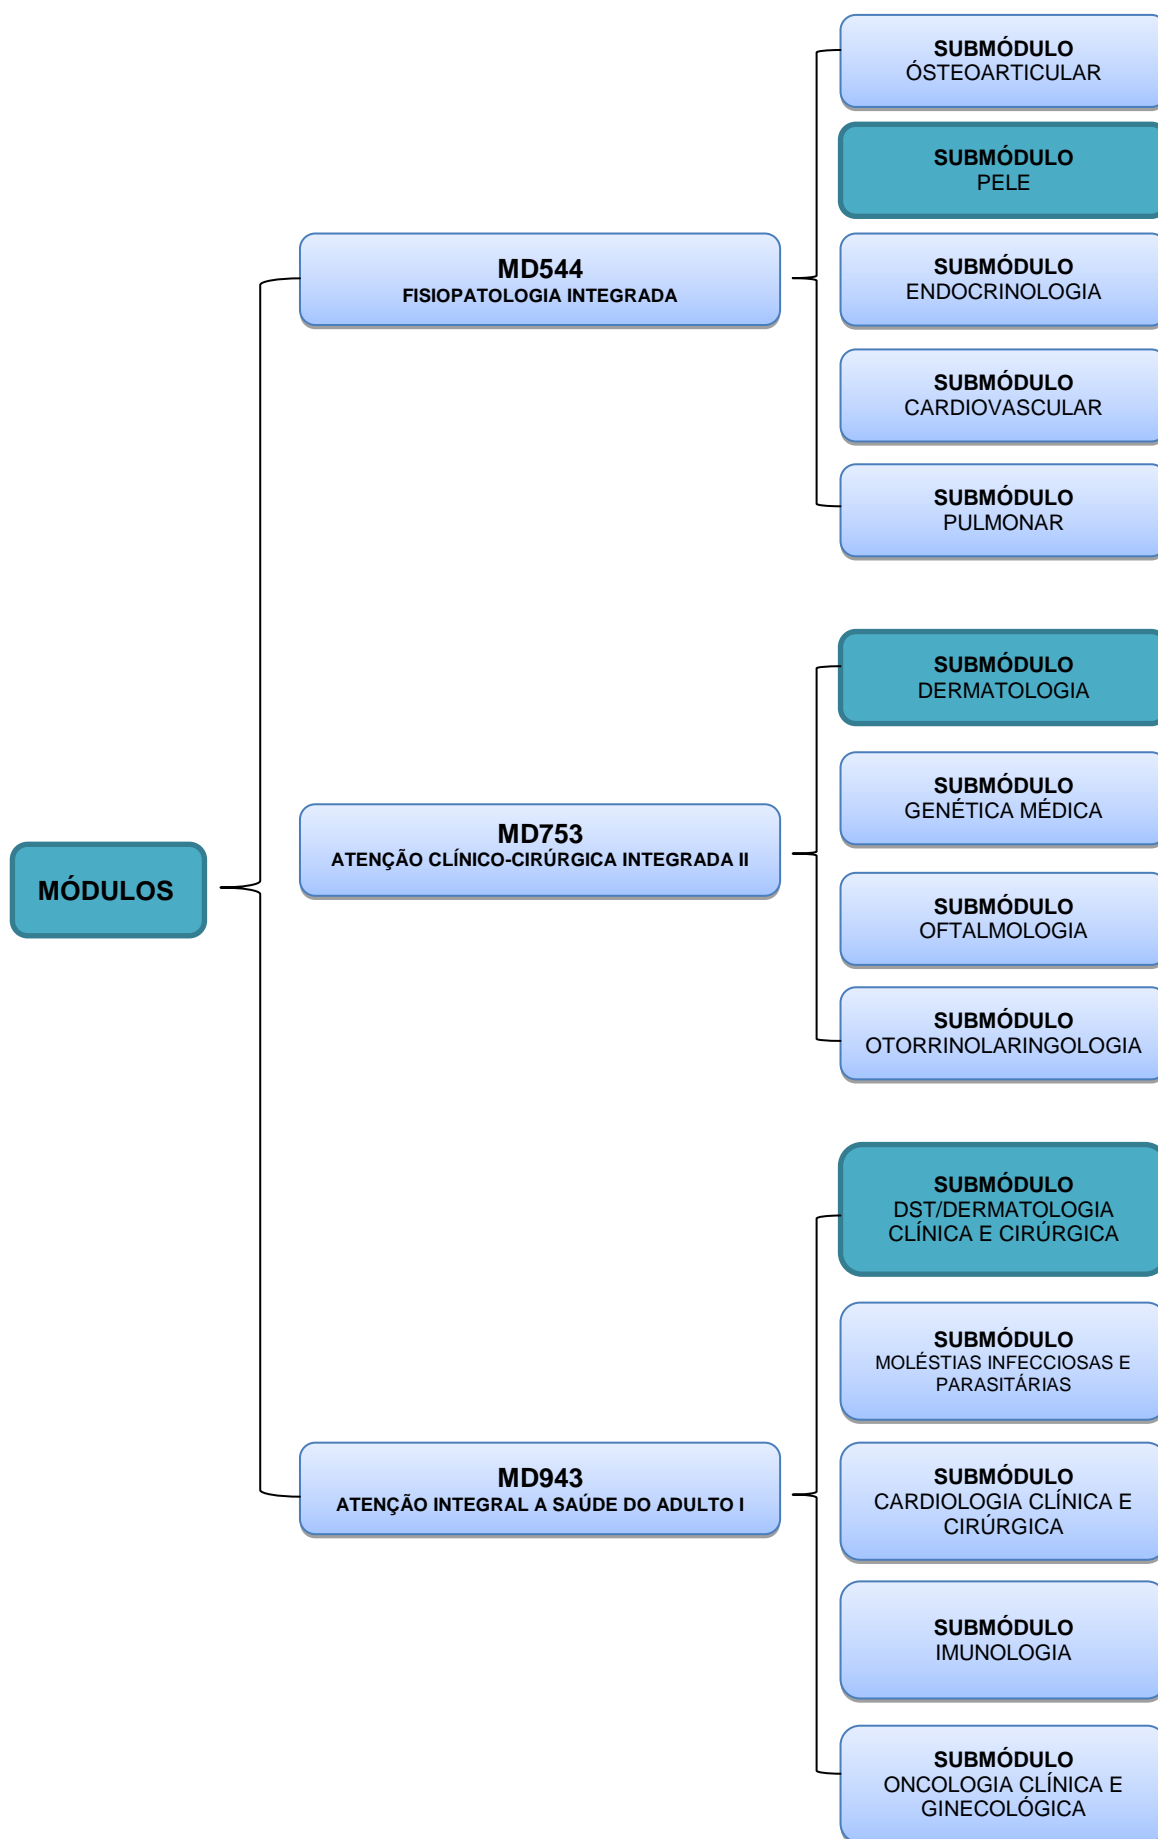 MÓDULOS
MD544
FISIOPATOLOGIA INTEGRADA
SUBMÓDULO
ÓSTEOARTICULAR
SUBMÓDULO
PELE
SUBMÓDULO
ENDOCRINOLOGIA
SUBMÓDULO
CARDIOVASCULAR
SUBMÓDULO
PULMONAR
MD753
ATENÇÃO CLÍNICO-CIRÚRGICA INTEGRADA II
SUBMÓDULO
DERMATOLOGIA
SUBMÓDULO
GENÉTICA MÉDICA
SUBMÓDULO
OFTALMOLOGIA
SUBMÓDULO
OTORRINOLARINGOLOGIA
MD943
ATENÇÃO INTEGRAL A SAÚDE DO ADULTO I
SUBMÓDULO
DST/DERMATOLOGIA
CLÍNICA E CIRÚRGICA
SUBMÓDULO
MOLÉSTIAS INFECCIOSAS E
PARASITÁRIAS
SUBMÓDULO
CARDIOLOGIA CLÍNICA E
CIRÚRGICA
SUBMÓDULO
IMUNOLOGIA
SUBMÓDULO
ONCOLOGIA CLÍNICA E
GINECOLÓGICA